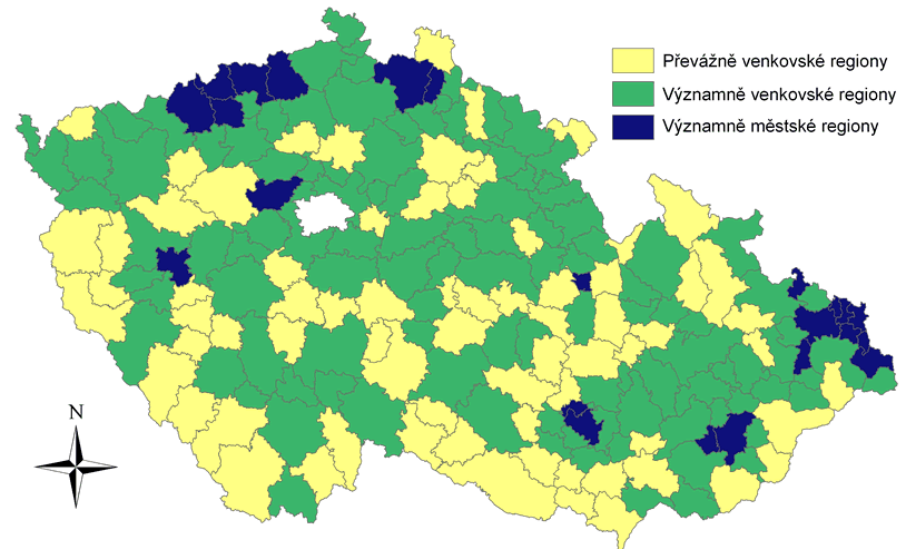 Převážně venkovské regiony
Významně venkovské regiony
Významně městské regiony
N